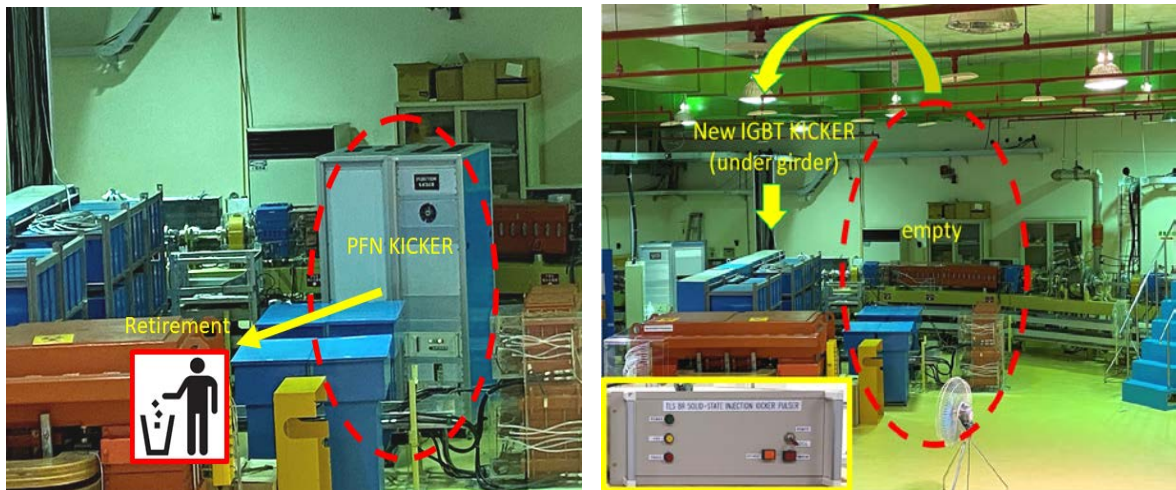 INJECTION
KICKER
PFN KICKER
Retirement
New IGBT KICKER
(under girder)
empty
TLS BR SOLID-STATE INJECTION KICKER PULSER